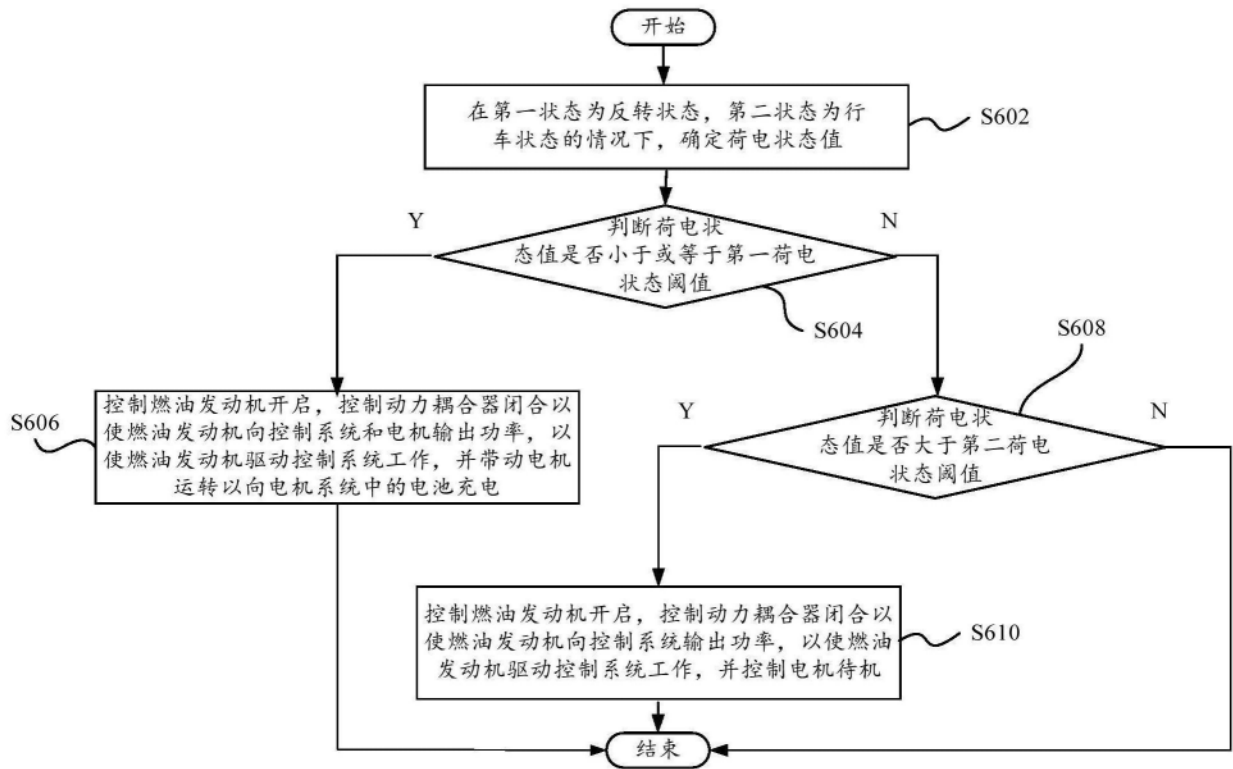 开始
在第一状态为反转状态，第二状态为行
车状态的情况下，确定荷电状态值
S602
Y
N
判断荷电状
态值是否小于或等于第一荷电
状态阈值
S604
S608
S606
控制燃油发动机开启，控制动力耦合器闭合以
使燃油发动机向控制系统和电机输出功率，以
使燃油发动机驱动控制系统工作，并带动电机
运转以向电机系统中的电池充电
Y
N
判断荷电状
态值是否大于第二荷电
状态阈值
控制燃油发动机开启，控制动力耦合器闭合以
使燃油发动机向控制系统输出功率，以使燃油
发动机驱动控制系统工作，并控制电机待机
S610
结束